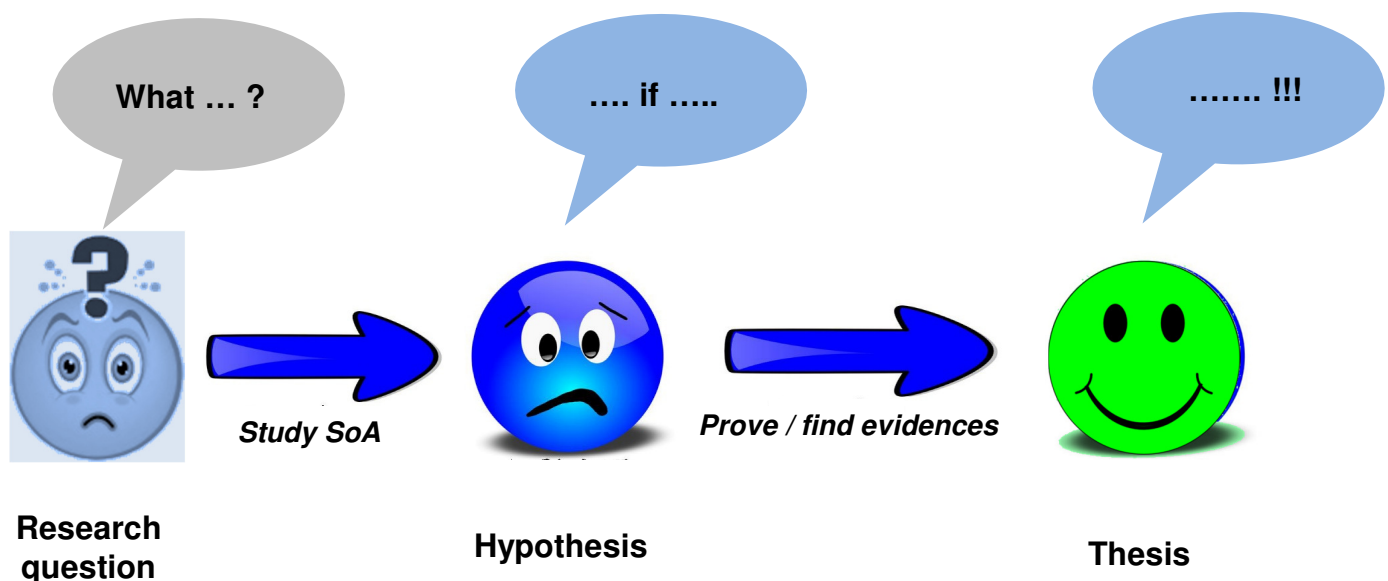 What … ?
…. if …..
……. !!!
?
Study SoA
Prove / find evidences
Research
question
Hypothesis
Thesis